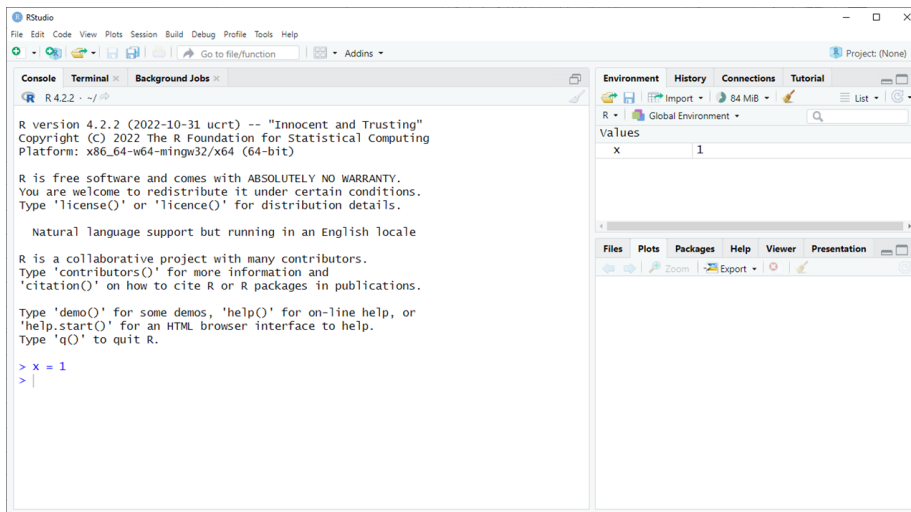 RStudio
File Edit Code View Plots Session Build Debug Profile Tools Help
Go to file/function Addins Project: (None)
Console Terminal Background Jobs
R 4.2.2 · ~/
R version 4.2.2 (2022-10-31 ucrt) -- "Innocent and Trusting"
Copyright (C) 2022 The R Foundation for Statistical Computing
Platform: x86_64-w64-mingw32/x64 (64-bit)
R is free software and comes with ABSOLUTELY NO WARRANTY.
You are welcome to redistribute it under certain conditions.
Type 'license()' or 'licence()' for distribution details.
Natural language support but running in an English locale
R is a collaborative project with many contributors.
Type 'contributors()' for more information and
'citation()' on how to cite R or R packages in publications.
Type 'demo()' for some demos, 'help()' for on-line help, or
'help.start()' for an HTML browser interface to help.
Type 'q()' to quit R.
> x = 1
>
Environment History Connections Tutorial
Import 84 MiB List
R Global Environment
Values
x 1
Files Plots Packages Help Viewer Presentation
Zoom Export